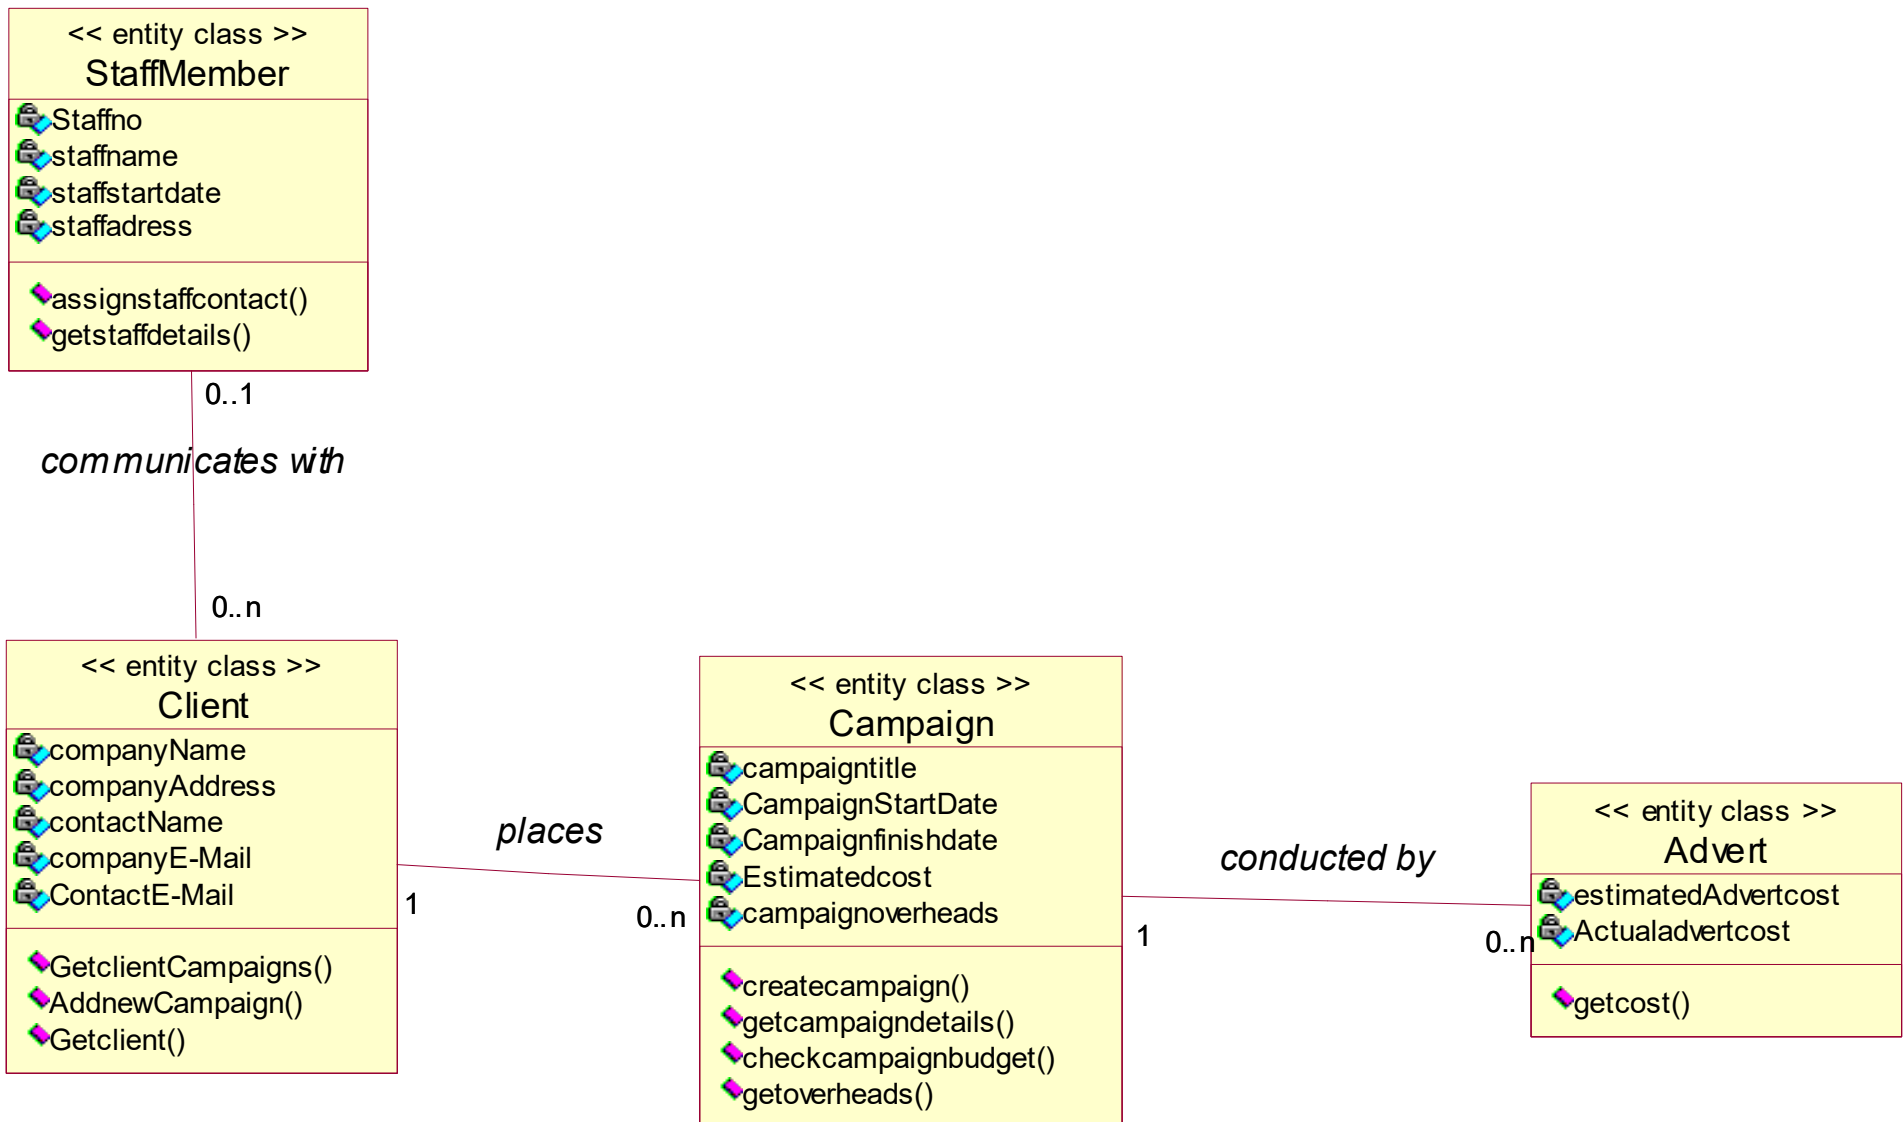 << entity class >>
StaffMember
Staffno
staffname
staffstartdate
staffadress
assignstaffcontact()
getstaffdetails()
0..1
communicates with
0..n
<< entity class >>
Client
companyName
companyAddress
contactName
companyE-Mail
ContactE-Mail
GetclientCampaigns()
AddnewCampaign()
Getclient()
1
places
0..n
<< entity class >>
Campaign
campaigntitle
CampaignStartDate
Campaignfinishdate
Estimatedcost
campaignoverheads
createcampaign()
getcampaigndetails()
checkcampaignbudget()
getoverheads()
1
conducted by
0..n
<< entity class >>
Advert
estimatedAdvertcost
Actualadvertcost
getcost()